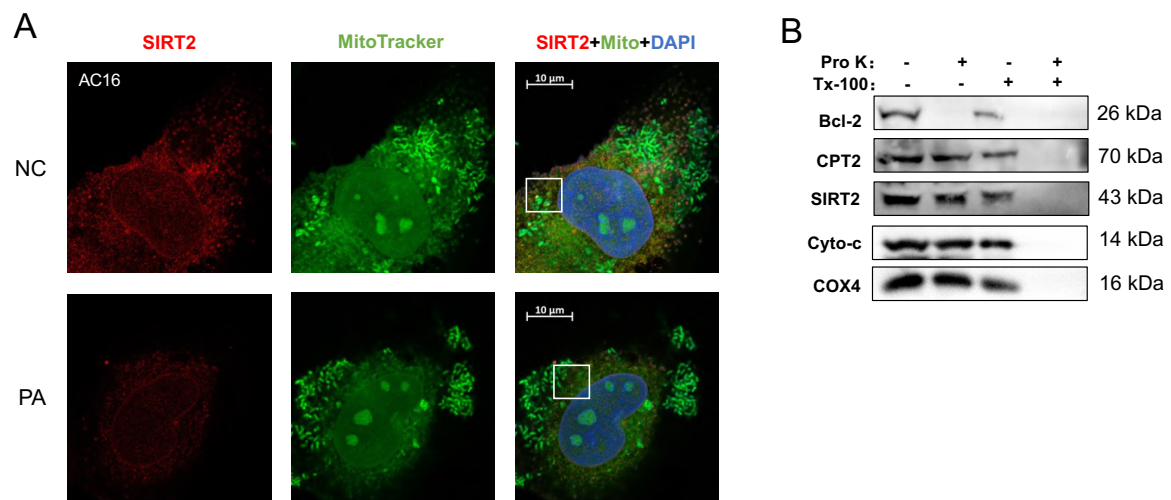 A
SIRT2
MitoTracker
SIRT2+Mito+DAPI
AC16
10 μm
NC
10 μm
PA
B
Pro K: - + - +
Tx-100: - - + +
Bcl-2 26 kDa
CPT2 70 kDa
SIRT2 43 kDa
Cyto-c 14 kDa
COX4 16 kDa